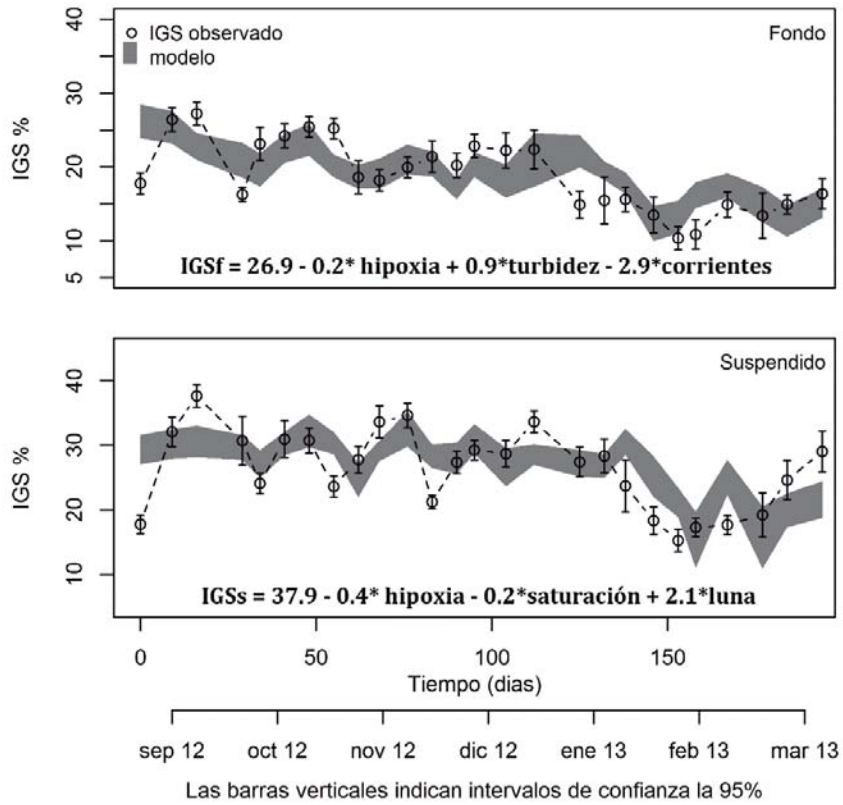 40
30
20
10
5
IGS %
IGS observado
modelo
Fondo
IGSf = 26.9 - 0.2* hipoxia + 0.9*turbidez - 2.9*corrientes
40
30
20
10
IGS %
Suspendido
IGSs = 37.9 - 0.4* hipoxia - 0.2*saturación + 2.1*luna
0 50 100 150
Tiempo (dias)
sep 12 oct 12 nov 12 dic 12 ene 13 feb 13 mar 13
Las barras verticales indican intervalos de confianza la 95%